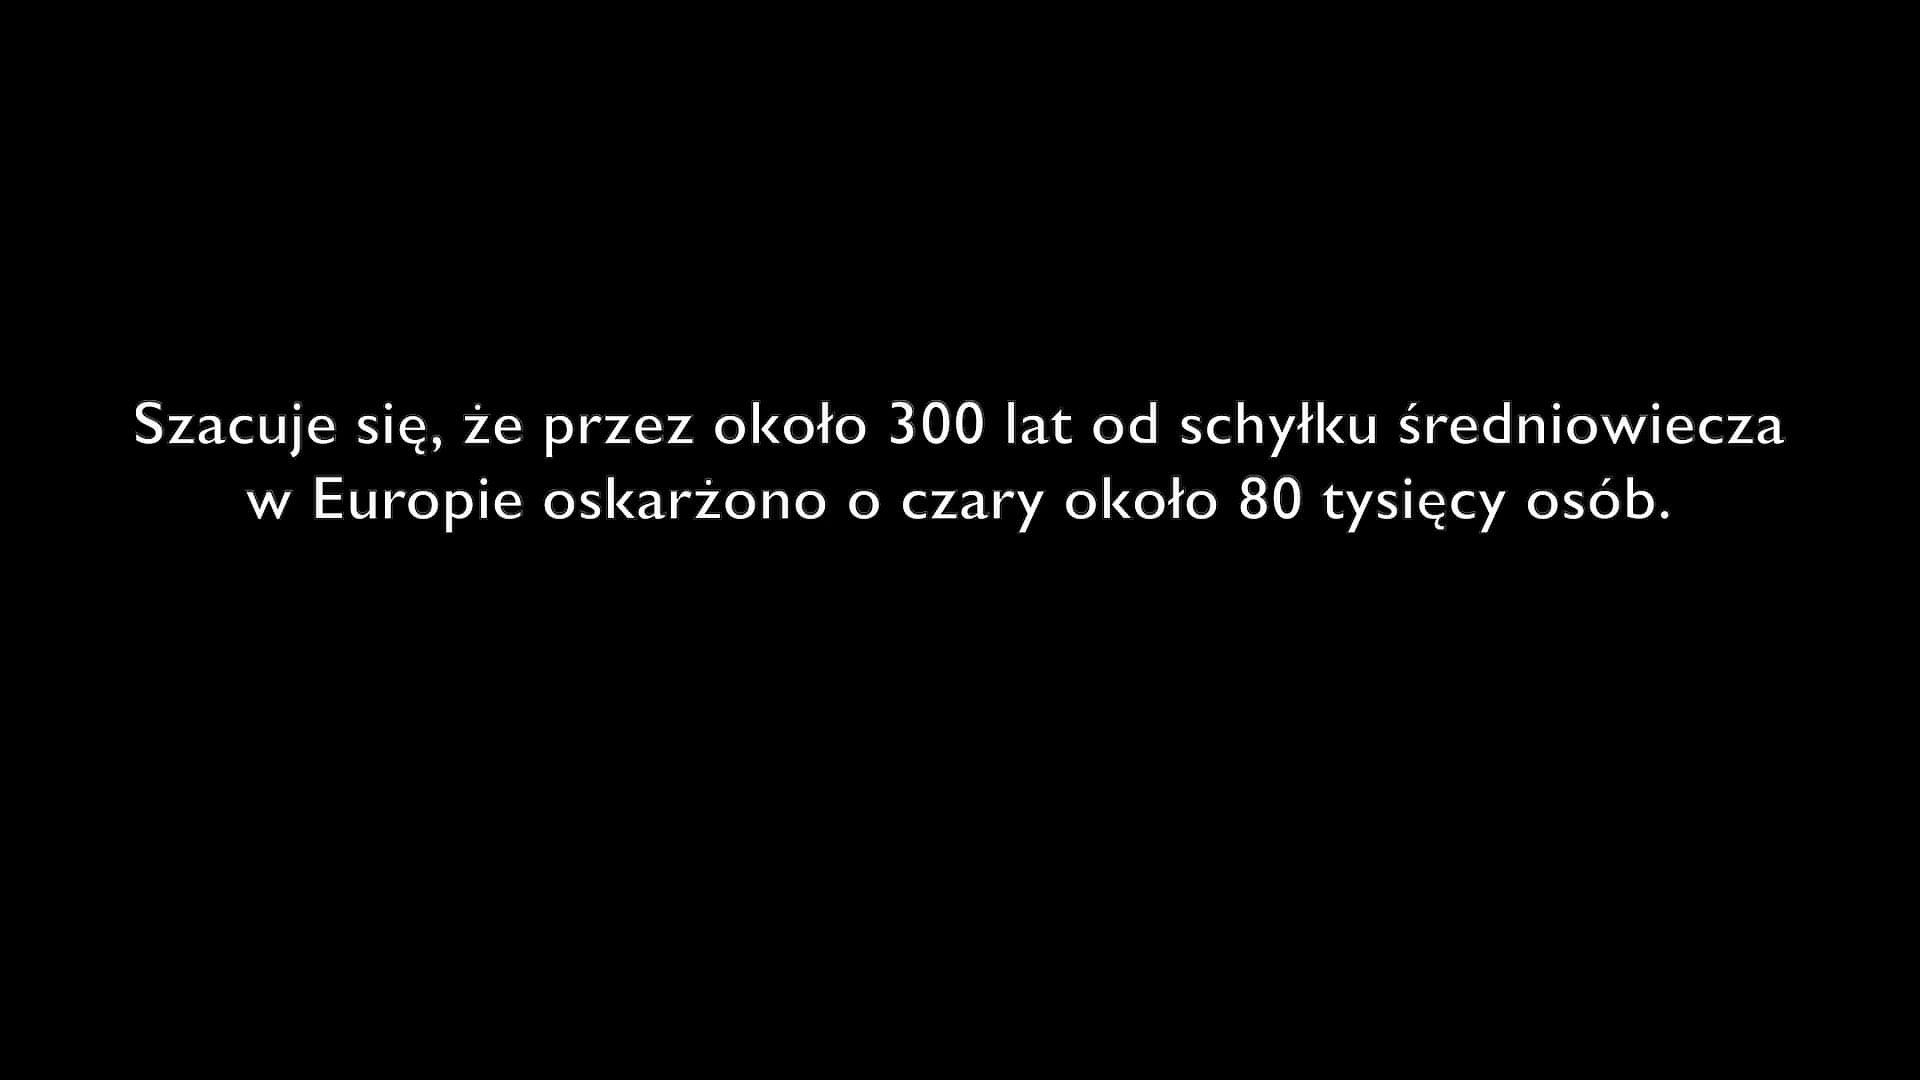 Szacuje się, że przez około 300 lat od schyłku średniowiecza
w Europie oskarżono o czary około 80 tysięcy osób.